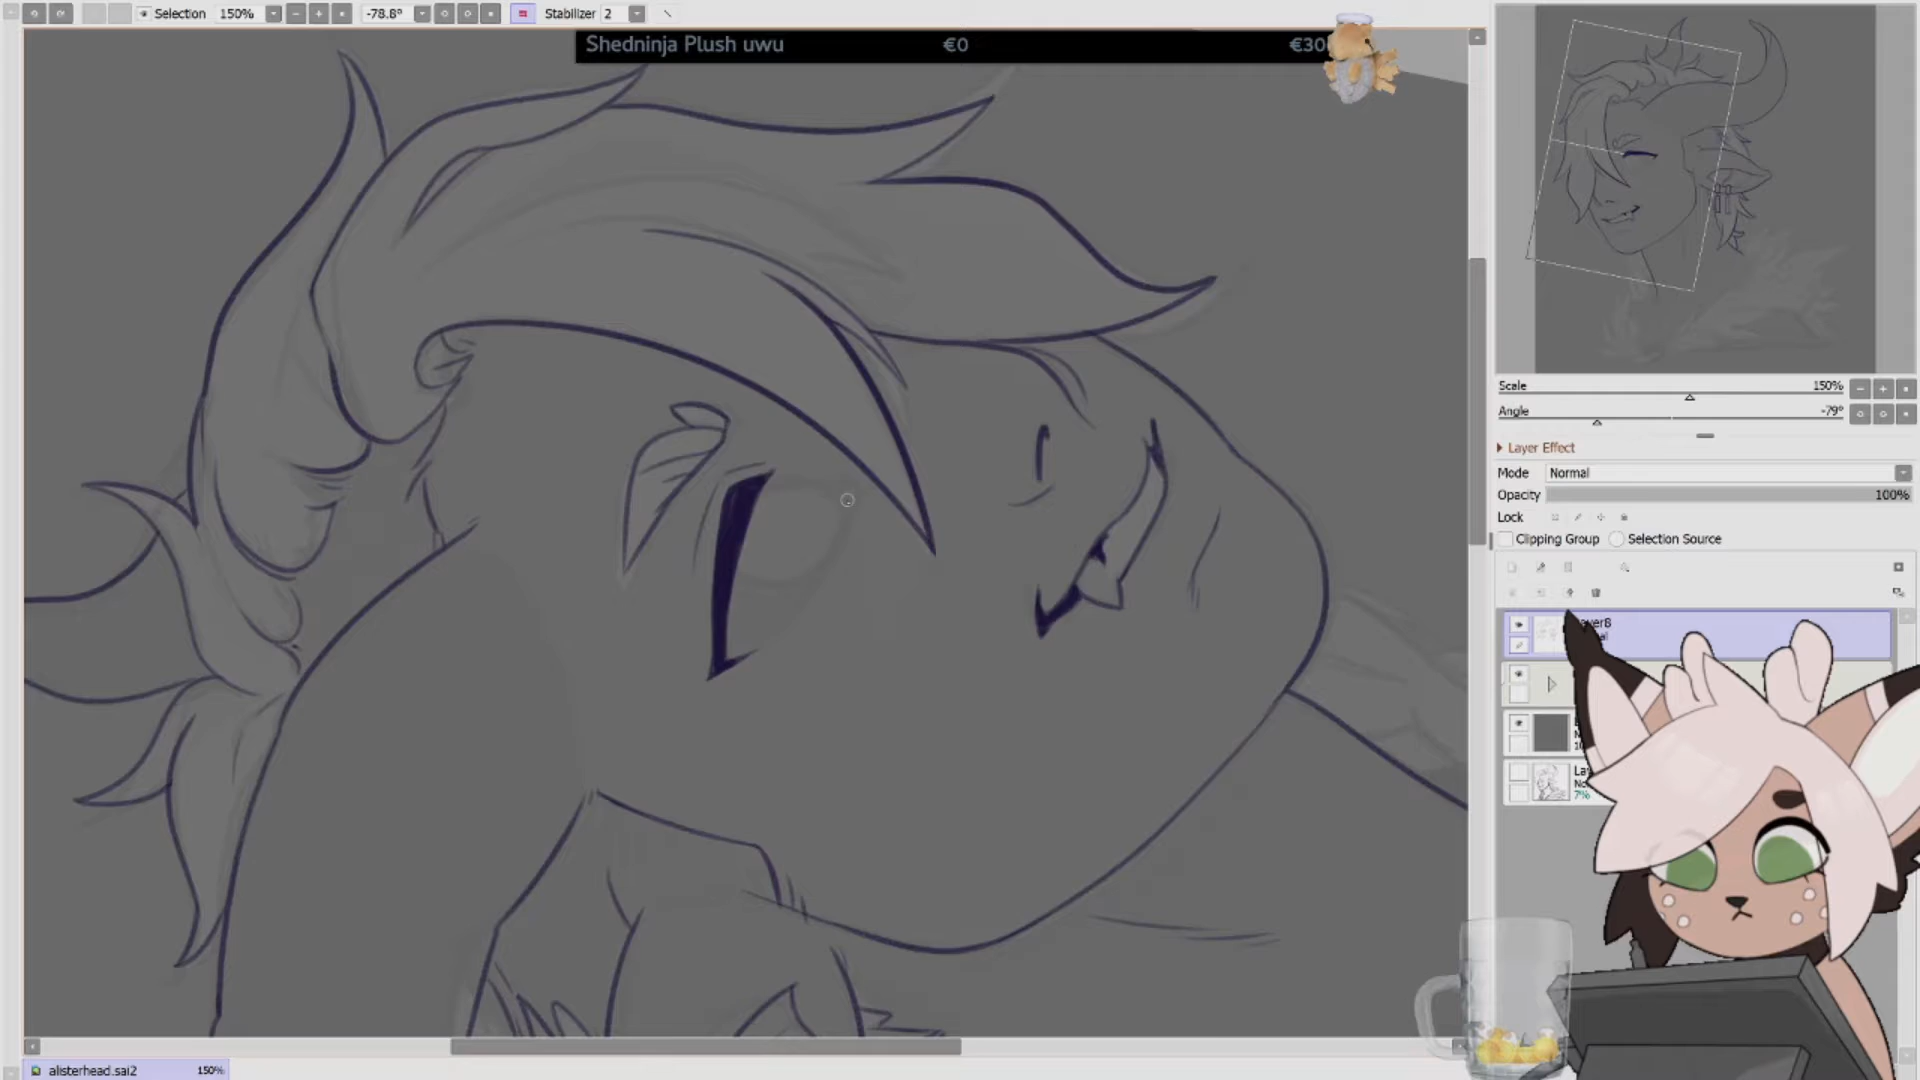 Selection 150% -78.8° Stabilizer 2
Shedninja Plush uwu €0 €30
Scale 150%
Angle -79°
Layer Effect
Mode Normal
Opacity 100%
Lock
Clipping Group Selection Source
7%
alisterhead.sai2 150%